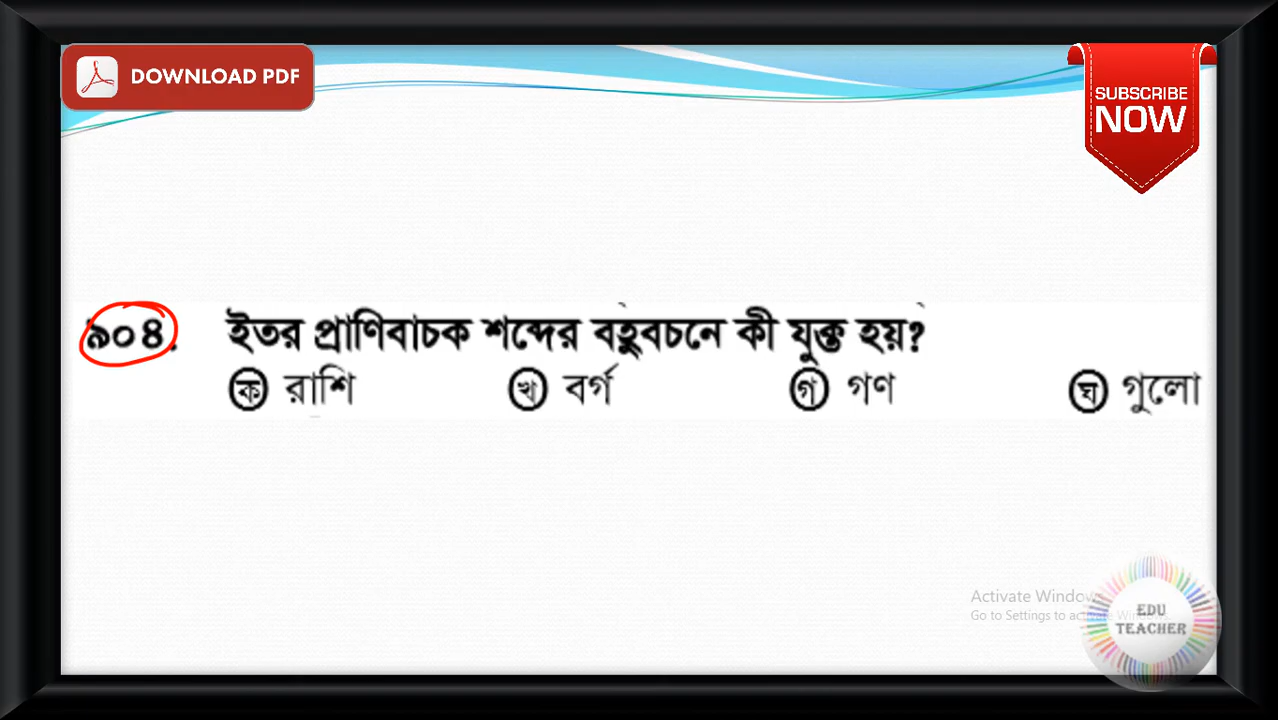 DOWNLOAD PDF
SUBSCRIBE
NOW
৯০৪. ইতর প্রাণিবাচক শব্দের বহুবচনে কী যুক্ত হয়?
ক রাশি খ বর্গ গ গণ ঘ গুলো
Activate Windows
Go to Settings to activate Windows.
EDU
TEACHER